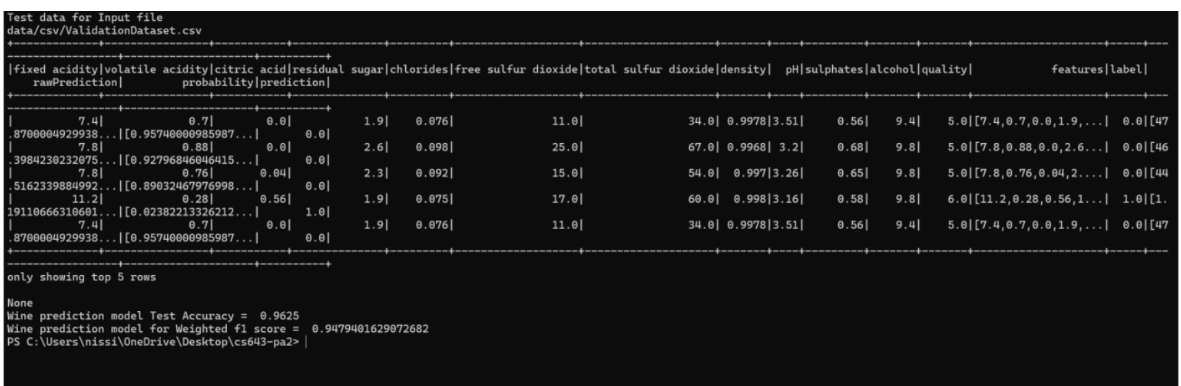 Test data for Input file
data/csv/ValidationDataset.csv
+-------------+----------------+-----------+--------------+---------+-------------------+--------------------+-------+----+---------+-------+-------+--------------------+-----+---
--------------------+--------------------+----------+
|fixed acidity|volatile acidity|citric acid|residual sugar|chlorides|free sulfur dioxide|total sulfur dioxide|density|  pH|sulphates|alcohol|quality|            features|label|
    rawPrediction|         probability|prediction|
+-------------+----------------+-----------+--------------+---------+-------------------+--------------------+-------+----+---------+-------+-------+--------------------+-----+---
--------------------+--------------------+----------+
|          7.4|             0.7|        0.0|           1.9|    0.076|               11.0|                34.0| 0.9978|3.51|     0.56|    9.4|    5.0|[7.4,0.7,0.0,1.9,...|  0.0|[47
.8700004929938...|[0.95740000985987...|       0.0|
|          7.8|            0.88|        0.0|           2.6|    0.098|               25.0|                67.0| 0.9968| 3.2|     0.68|    9.8|    5.0|[7.8,0.88,0.0,2.6...|  0.0|[46
.3984230232075...|[0.92796846046415...|       0.0|
|          7.8|            0.76|       0.04|           2.3|    0.092|               15.0|                54.0|  0.997|3.26|     0.65|    9.8|    5.0|[7.8,0.76,0.04,2....|  0.0|[44
.5162339884992...|[0.89032467976998...|       0.0|
|         11.2|            0.28|       0.56|           1.9|    0.075|               17.0|                60.0|  0.998|3.16|     0.58|    9.8|    6.0|[11.2,0.28,0.56,1...|  1.0|[1.
19110666310601...|[0.02382213326212...|       1.0|
|          7.4|             0.7|        0.0|           1.9|    0.076|               11.0|                34.0| 0.9978|3.51|     0.56|    9.4|    5.0|[7.4,0.7,0.0,1.9,...|  0.0|[47
.8700004929938...|[0.95740000985987...|       0.0|
+-------------+----------------+-----------+--------------+---------+-------------------+--------------------+-------+----+---------+-------+-------+--------------------+-----+---
--------------------+--------------------+----------+
only showing top 5 rows
None
Wine prediction model Test Accuracy =  0.9625
Wine prediction model for Weighted f1 score =  0.9479401629072682
PS C:\Users\nissi\OneDrive\Desktop\cs643-pa2>